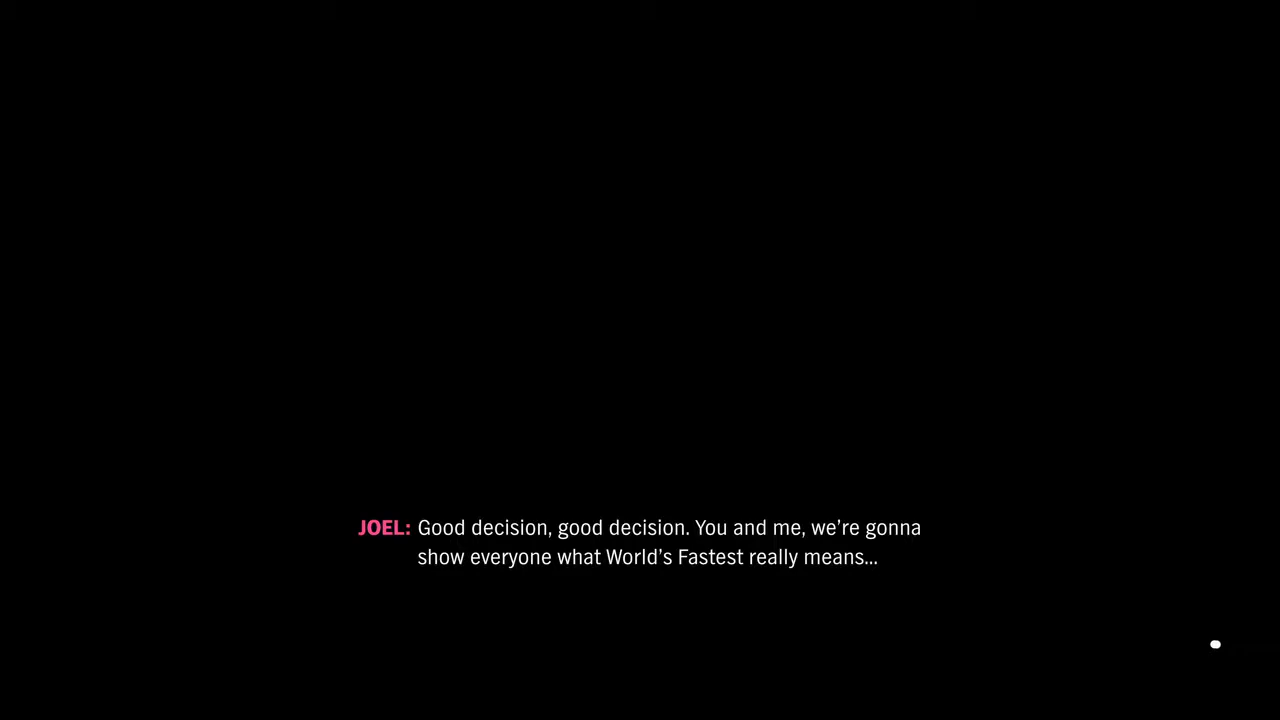 JOEL: Good decision, good decision. You and me, we’re gonna
show everyone what World’s Fastest really means...